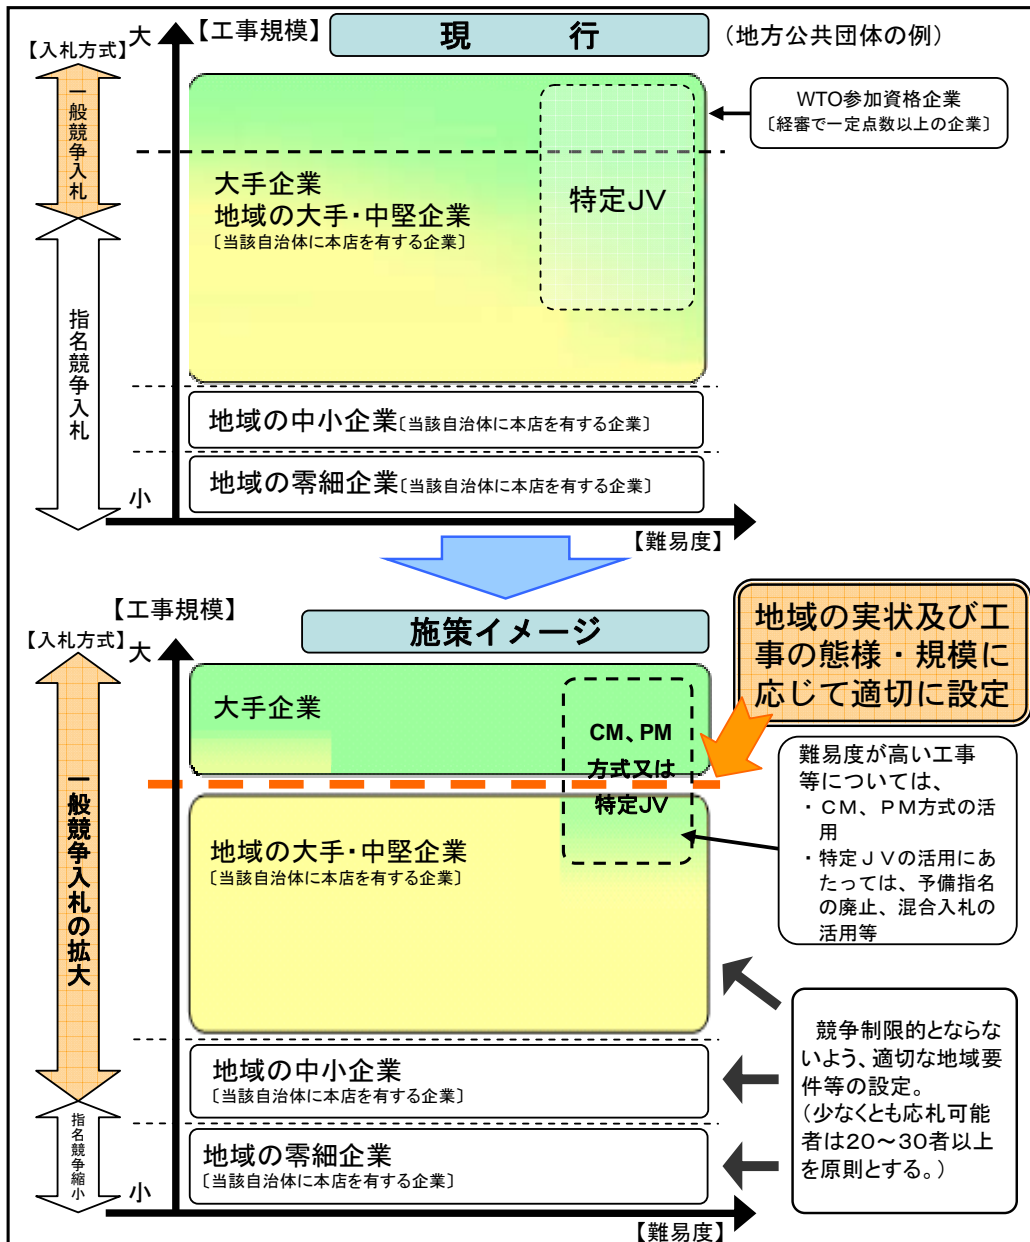 【工事規模】
現　行
（地方公共団体の例）
【入札方式】
大
一般競争入札
指名競争入札
WTO参加資格企業
〔経審で一定点数以上の企業〕
大手企業
地域の大手・中堅企業
〔当該自治体に本店を有する企業〕
特定JV
地域の中小企業〔当該自治体に本店を有する企業〕
地域の零細企業〔当該自治体に本店を有する企業〕
小
【難易度】
【工事規模】
施策イメージ
【入札方式】
大
一般競争入札の拡大
指名競争縮小
地域の実状及び工
事の態様・規模に
応じて適切に設定
大手企業
CM、PM
方式又は
特定JV
難易度が高い工事
等については、
・ＣＭ、ＰＭ方式の活
用
・特定ＪＶの活用にあ
たっては、予備指名
の廃止、混合入札の
活用等
地域の大手・中堅企業
〔当該自治体に本店を有する企業〕
競争制限的とならな
いよう、適切な地域要
件等の設定。
（少なくとも応札可能
者は20～30者以上
を原則とする。）
地域の中小企業
〔当該自治体に本店を有する企業〕
地域の零細企業
〔当該自治体に本店を有する企業〕
小
【難易度】